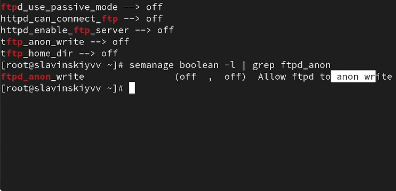 ftpd_use_passive_mode --> off
httpd_can_connect_ftp --> off
httpd_enable_ftp_server --> off
tftp_anon_write --> off
tftp_home_dir --> off
[root@slavinskiyvv ~]# semanage boolean -l | grep ftpd_anon
ftpd_anon_write (off , off) Allow ftpd to anon write
[root@slavinskiyvv ~]#